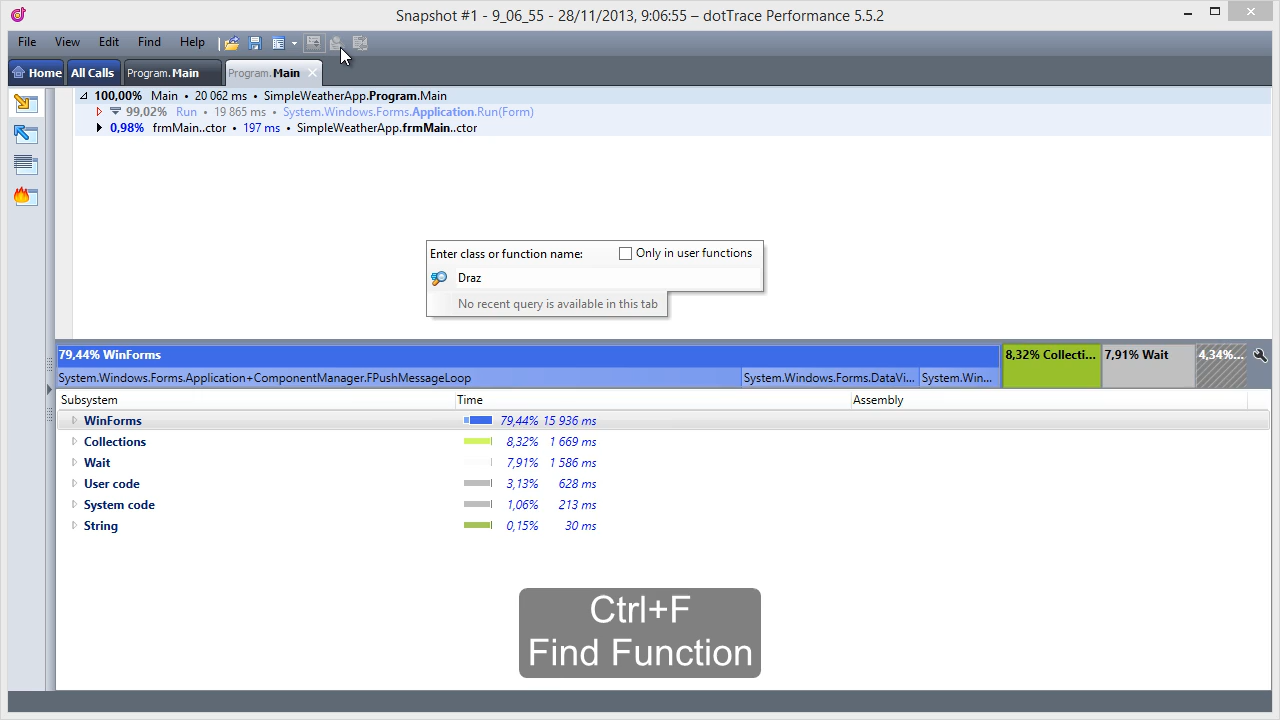 Snapshot #1 - 9_06_55 - 28/11/2013, 9:06:55 – dotTrace Performance 5.5.2
File View Edit Find Help
Home All Calls Program.Main Program.Main
100,00% Main • 20 062 ms • SimpleWeatherApp.Program.Main
99,02% Run • 19 865 ms • System.Windows.Forms.Application.Run(Form)
0,98% frmMain..ctor • 197 ms • SimpleWeatherApp.frmMain..ctor
Enter class or function name: Only in user functions
Draz
No recent query is available in this tab
79,44% WinForms 8,32% Collecti... 7,91% Wait 4,34%...
System.Windows.Forms.Application+ComponentManager.FPushMessageLoop System.Windows.Forms.DataVi... System.Win...
Subsystem Time Assembly
WinForms 79,44% 15 936 ms
Collections 8,32% 1 669 ms
Wait 7,91% 1 586 ms
User code 3,13% 628 ms
System code 1,06% 213 ms
String 0,15% 30 ms
Ctrl+F
Find Function